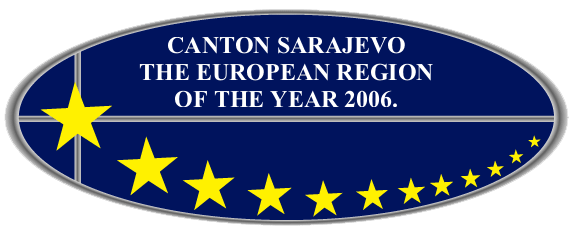 CANTON SARAJEVO
THE EUROPEAN REGION
OF THE YEAR 2006.